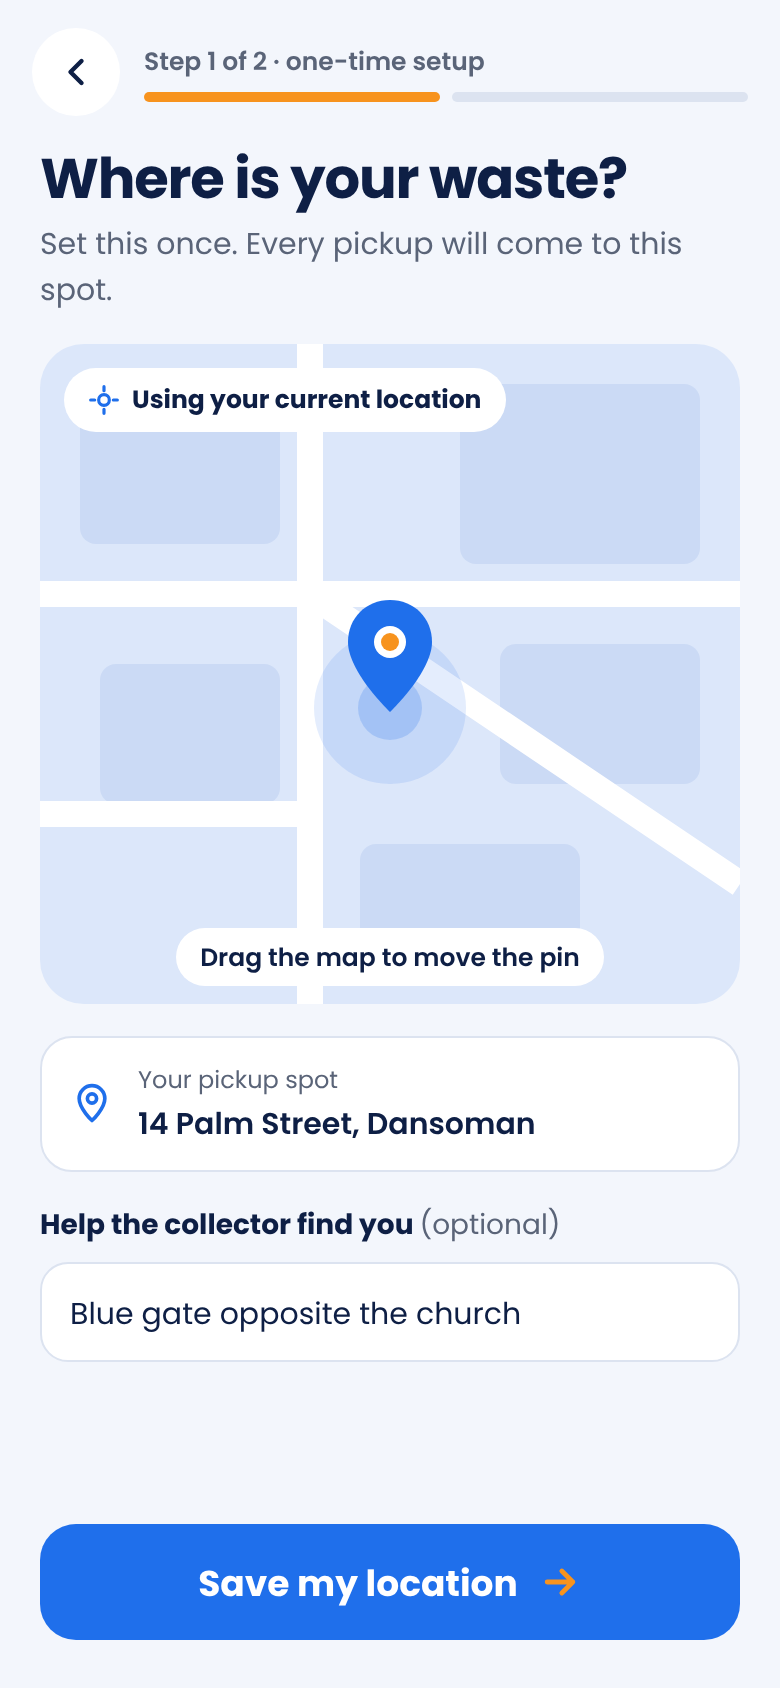 Step 1 of 2 · one-time setup
Where is your waste?
Set this once. Every pickup will come to this
spot.
Using your current location
Drag the map to move the pin
Your pickup spot
14 Palm Street, Dansoman
Help the collector find you (optional)
Blue gate opposite the church
Save my location